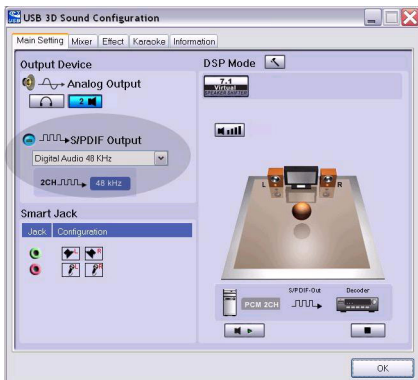 USB 3D Sound Configuration
Main Setting Mixer Effect Karaoke Information
Output Device
Analog Output
2
S/PDIF Output
Digital Audio 48 KHz
2CH 48 kHz
Smart Jack
Jack Configuration
L R
L R
DSP Mode
7.1
Virtual
SPEAKER SHIFTER
L R
S/PDIF-Out Decoder
PCM 2CH
OK